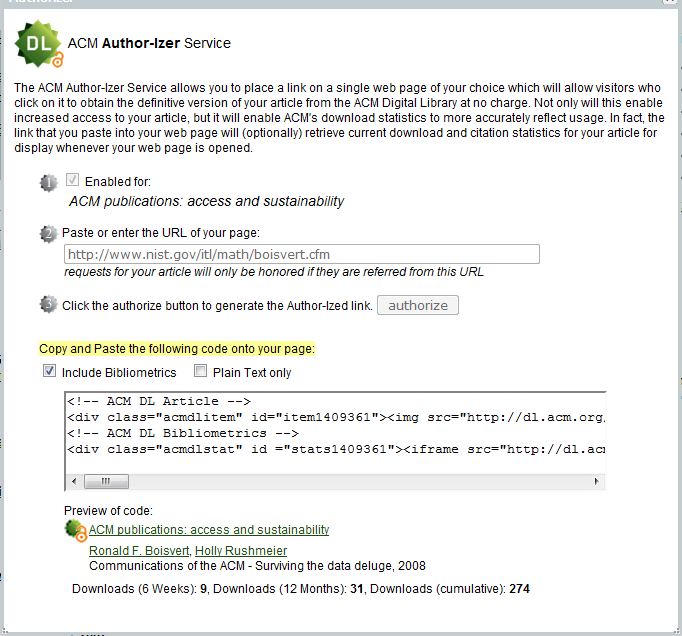 DL ACM Author-Izer Service
The ACM Author-Izer Service allows you to place a link on a single web page of your choice which will allow visitors who
click on it to obtain the definitive version of your article from the ACM Digital Library at no charge. Not only will this enable
increased access to your article, but it will enable ACM's download statistics to more accurately reflect usage. In fact, the
link that you paste into your web page will (optionally) retrieve current download and citation statistics for your article for
display whenever your web page is opened.
1 Enabled for:
ACM publications: access and sustainability
2 Paste or enter the URL of your page:
http://www.nist.gov/itl/math/boisvert.cfm
requests for your article will only be honored if they are referred from this URL
3 Click the authorize button to generate the Author-Ized link. authorize
Copy and Paste the following code onto your page:
Include Bibliometrics Plain Text only
<!-- ACM DL Article -->
<div class="acmdlitem" id="item1409361"><img src="http://dl.acm.org
<!-- ACM DL Bibliometrics -->
<div class="acmdlstat" id ="stats1409361"><iframe src="http://dl.acm
Preview of code:
ACM publications: access and sustainability
Ronald F. Boisvert, Holly Rushmeier
Communications of the ACM - Surviving the data deluge, 2008
Downloads (6 Weeks): 9, Downloads (12 Months): 31, Downloads (cumulative): 274